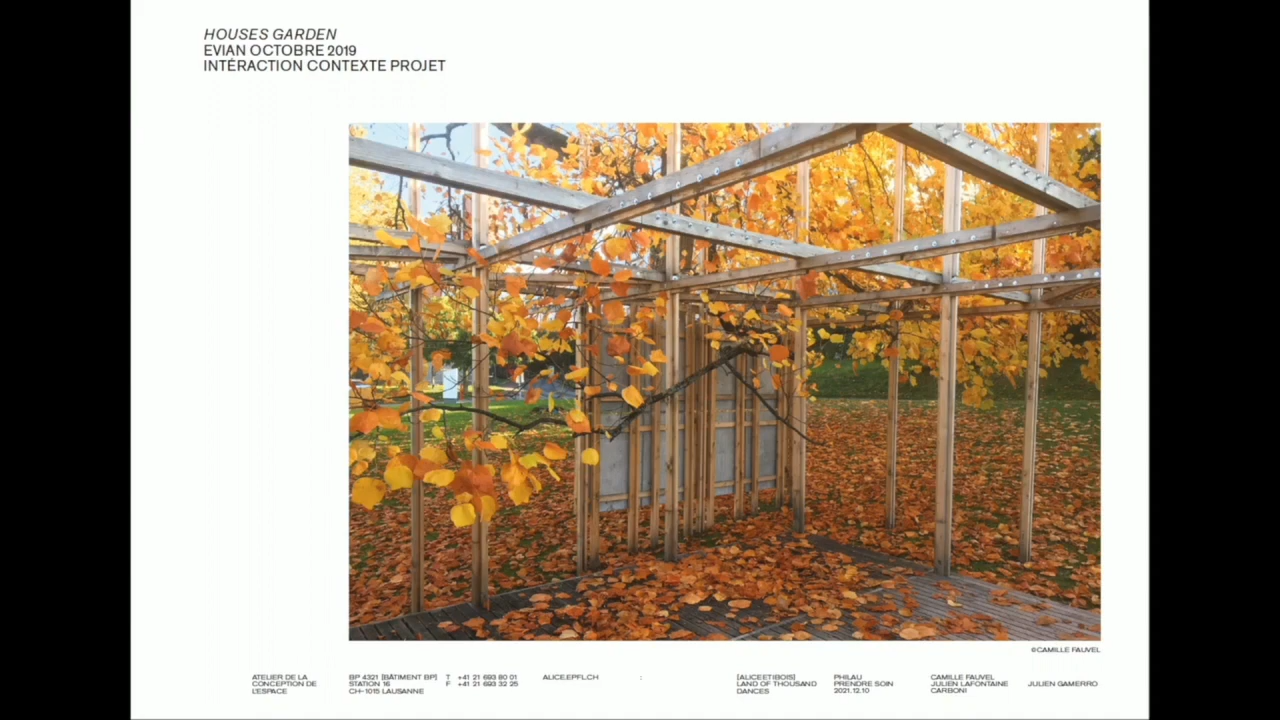 HOUSES GARDEN
EVIAN OCTOBRE 2019
INTÉRACTION CONTEXTE PROJET
©CAMILLE FAUVEL
ATELIER DE LA
CONCEPTION DE
L'ESPACE
BP 4321 [BÂTIMENT BP]
STATION 16
CH-1015 LAUSANNE
T +41 21 693 80 01
F +41 21 693 32 25
ALICE.EPFL.CH
[ALICEETIBOIS]
LAND OF THOUSAND
DANCES
PHILAU
PRENDRE SOIN
2021.12.10
CAMILLE FAUVEL
JULIEN LAFONTAINE
CARBONI
JULIEN GAMERRO